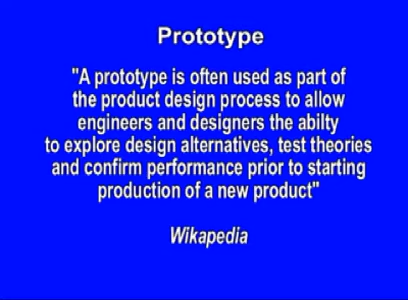 Prototype
"A prototype is often used as part of
the product design process to allow
engineers and designers the abilty
to explore design alternatives, test theories
and confirm performance prior to starting
production of a new product"
Wikapedia